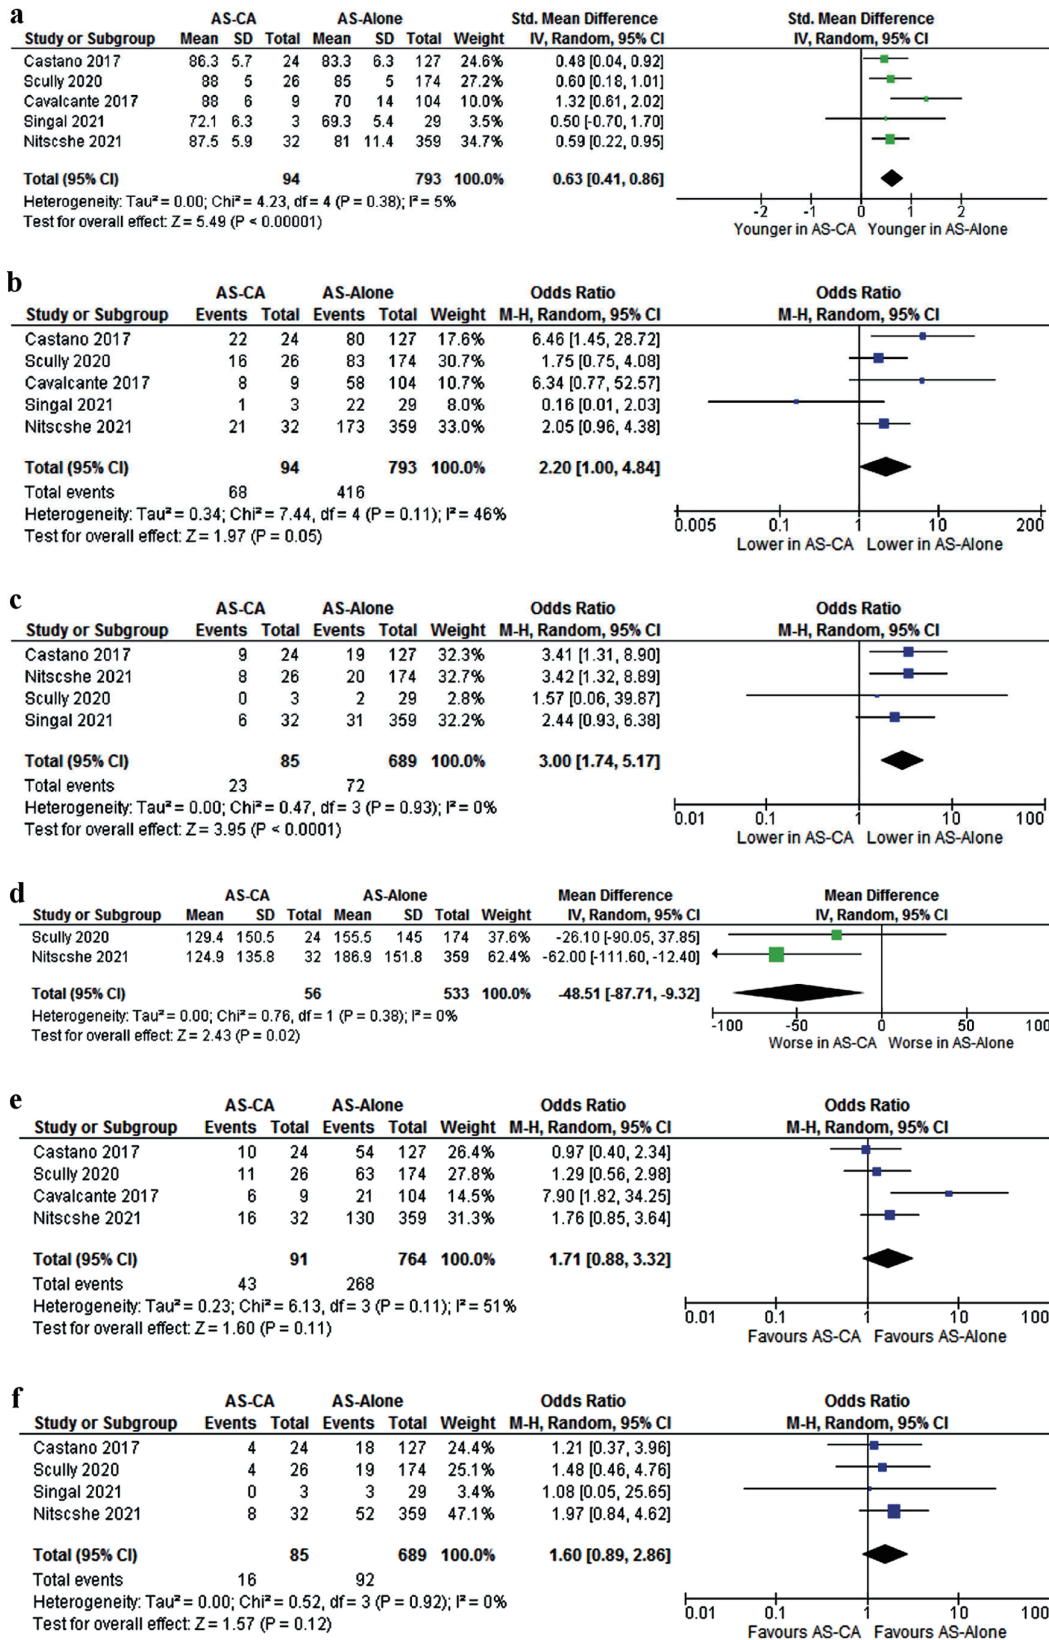 a
AS-CA AS-Alone Std. Mean Difference Std. Mean Difference
Study or Subgroup Mean SD Total Mean SD Total Weight IV, Random, 95% CI IV, Random, 95% CI
Castano 2017 86.3 5.7 24 83.3 6.3 127 24.6% 0.48 [0.04, 0.92]
Scully 2020 88 5 26 85 5 174 27.2% 0.60 [0.18, 1.01]
Cavalcante 2017 88 6 9 70 14 104 10.0% 1.32 [0.61, 2.02]
Singal 2021 72.1 6.3 3 69.3 5.4 29 3.5% 0.50 [-0.70, 1.70]
Nitscshe 2021 87.5 5.9 32 81 11.4 359 34.7% 0.59 [0.22, 0.95]
Total (95% CI) 94 793 100.0% 0.63 [0.41, 0.86]
Heterogeneity: Tau² = 0.00; Chi² = 4.23, df = 4 (P = 0.38); I² = 5%
Test for overall effect: Z = 5.49 (P < 0.00001)
-2 -1 0 1 2
Younger in AS-CA Younger in AS-Alone
b
AS-CA AS-Alone Odds Ratio Odds Ratio
Study or Subgroup Events Total Events Total Weight M-H, Random, 95% CI M-H, Random, 95% CI
Castano 2017 22 24 80 127 17.6% 6.46 [1.45, 28.72]
Scully 2020 16 26 83 174 30.7% 1.75 [0.75, 4.08]
Cavalcante 2017 8 9 58 104 10.7% 6.34 [0.77, 52.57]
Singal 2021 1 3 22 29 8.0% 0.16 [0.01, 2.03]
Nitscshe 2021 21 32 173 359 33.0% 2.05 [0.96, 4.38]
Total (95% CI) 94 793 100.0% 2.20 [1.00, 4.84]
Total events 68 416
Heterogeneity: Tau² = 0.34; Chi² = 7.44, df = 4 (P = 0.11); I² = 46%
Test for overall effect: Z = 1.97 (P = 0.05)
0.005 0.1 1 10 200
Lower in AS-CA Lower in AS-Alone
c
AS-CA AS-Alone Odds Ratio Odds Ratio
Study or Subgroup Events Total Events Total Weight M-H, Random, 95% CI M-H, Random, 95% CI
Castano 2017 9 24 19 127 32.3% 3.41 [1.31, 8.90]
Nitscshe 2021 8 26 20 174 32.7% 3.42 [1.32, 8.89]
Scully 2020 0 3 2 29 2.8% 1.57 [0.06, 39.87]
Singal 2021 6 32 31 359 32.2% 2.44 [0.93, 6.38]
Total (95% CI) 85 689 100.0% 3.00 [1.74, 5.17]
Total events 23 72
Heterogeneity: Tau² = 0.00; Chi² = 0.47, df = 3 (P = 0.93); I² = 0%
Test for overall effect: Z = 3.95 (P < 0.0001)
0.01 0.1 1 10 100
Lower in AS-CA Lower in AS-Alone
d
AS-CA AS-Alone Mean Difference Mean Difference
Study or Subgroup Mean SD Total Mean SD Total Weight IV, Random, 95% CI IV, Random, 95% CI
Scully 2020 129.4 150.5 24 155.5 145 174 37.6% -26.10 [-90.05, 37.85]
Nitscshe 2021 124.9 135.8 32 186.9 151.8 359 62.4% -62.00 [-111.60, -12.40]
Total (95% CI) 56 533 100.0% -48.51 [-87.71, -9.32]
Heterogeneity: Tau² = 0.00; Chi² = 0.76, df = 1 (P = 0.38); I² = 0%
Test for overall effect: Z = 2.43 (P = 0.02)
-100 -50 0 50 100
Worse in AS-CA Worse in AS-Alone
e
AS-CA AS-Alone Odds Ratio Odds Ratio
Study or Subgroup Events Total Events Total Weight M-H, Random, 95% CI M-H, Random, 95% CI
Castano 2017 10 24 54 127 26.4% 0.97 [0.40, 2.34]
Scully 2020 11 26 63 174 27.8% 1.29 [0.56, 2.98]
Cavalcante 2017 6 9 21 104 14.5% 7.90 [1.82, 34.25]
Nitscshe 2021 16 32 130 359 31.3% 1.76 [0.85, 3.64]
Total (95% CI) 91 764 100.0% 1.71 [0.88, 3.32]
Total events 43 268
Heterogeneity: Tau² = 0.23; Chi² = 6.13, df = 3 (P = 0.11); I² = 51%
Test for overall effect: Z = 1.60 (P = 0.11)
0.01 0.1 1 10 100
Favours AS-CA Favours AS-Alone
f
AS-CA AS-Alone Odds Ratio Odds Ratio
Study or Subgroup Events Total Events Total Weight M-H, Random, 95% CI M-H, Random, 95% CI
Castano 2017 4 24 18 127 24.4% 1.21 [0.37, 3.96]
Scully 2020 4 26 19 174 25.1% 1.48 [0.46, 4.76]
Singal 2021 0 3 3 29 3.4% 1.08 [0.05, 25.65]
Nitscshe 2021 8 32 52 359 47.1% 1.97 [0.84, 4.62]
Total (95% CI) 85 689 100.0% 1.60 [0.89, 2.86]
Total events 16 92
Heterogeneity: Tau² = 0.00; Chi² = 0.52, df = 3 (P = 0.92); I² = 0%
Test for overall effect: Z = 1.57 (P = 0.12)
0.01 0.1 1 10 100
Favours AS-CA Favours AS-Alone